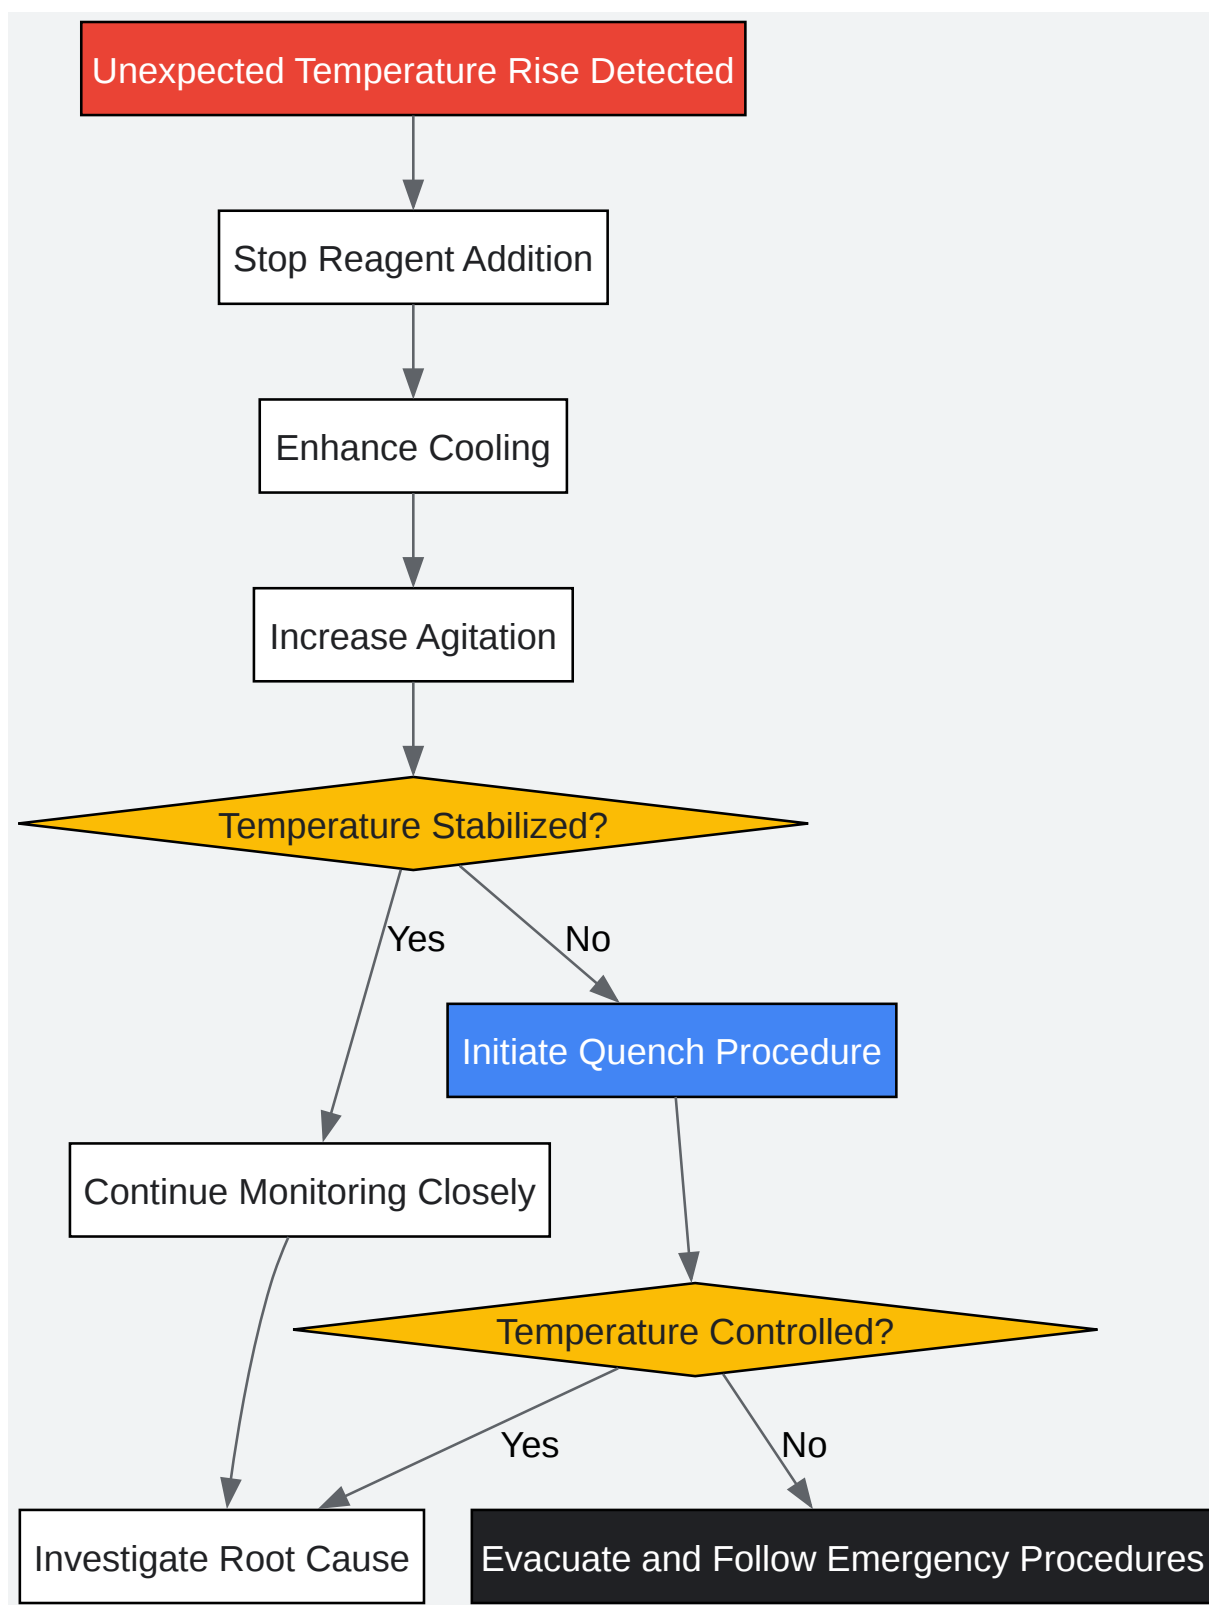 Unexpected Temperature Rise Detected
Stop Reagent Addition
Enhance Cooling
Increase Agitation
Temperature Stabilized?
Yes
No
Initiate Quench Procedure
Continue Monitoring Closely
Temperature Controlled?
Yes
No
Investigate Root Cause
Evacuate and Follow Emergency Procedures